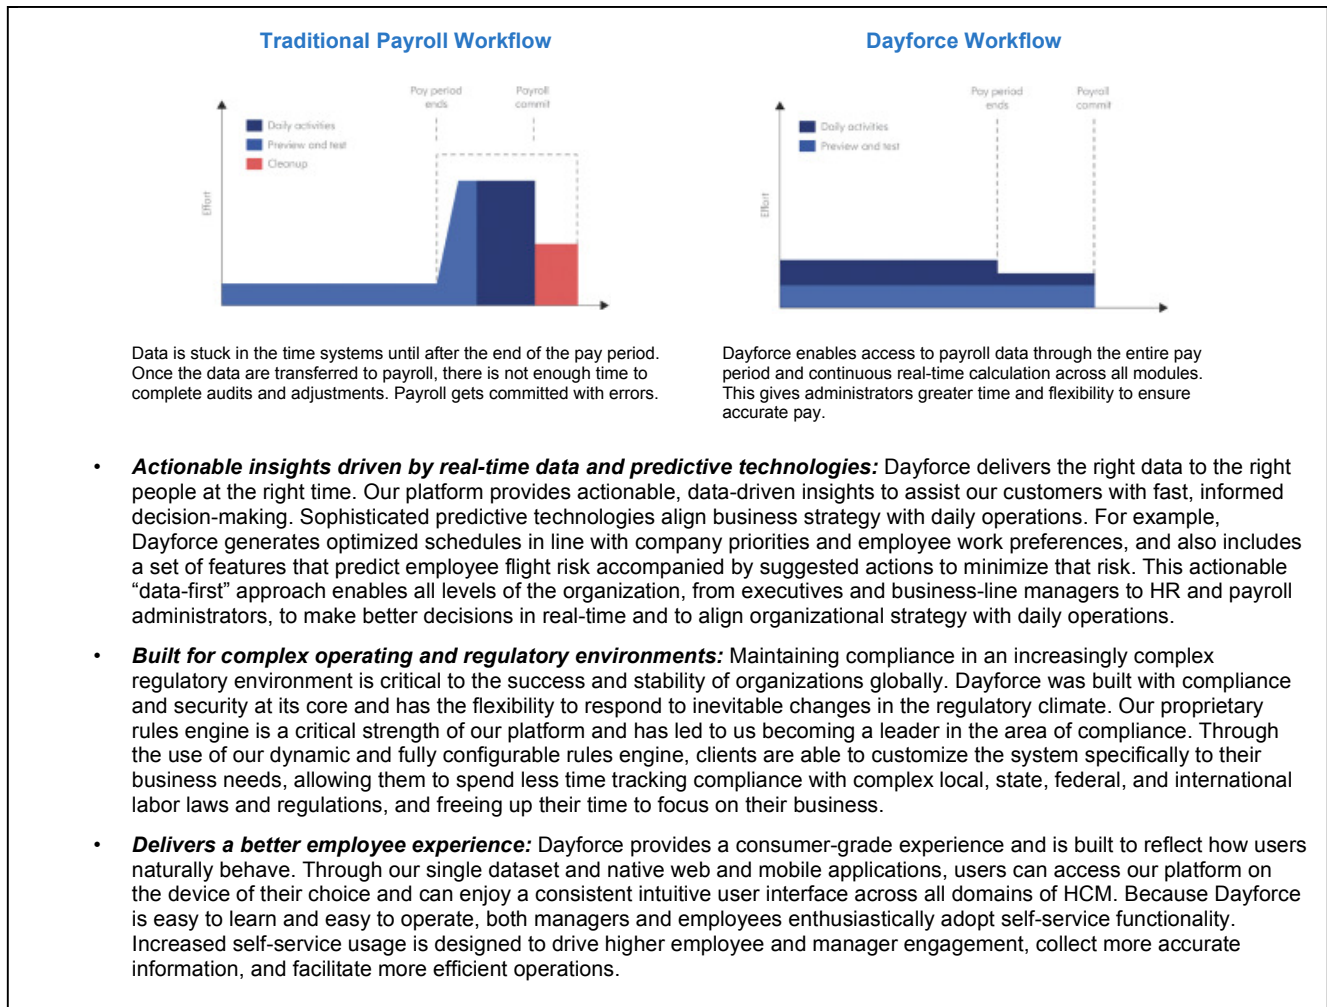 Traditional Payroll Workflow
Pay period
ends
Payroll
commit
Daily activities
Preview and test
Cleanup
Effort
Data is stuck in the time systems until after the end of the pay period.
Once the data are transferred to payroll, there is not enough time to
complete audits and adjustments. Payroll gets committed with errors.
Dayforce Workflow
Pay period
ends
Payroll
commit
Daily activities
Preview and test
Effort
Dayforce enables access to payroll data through the entire pay
period and continuous real-time calculation across all modules.
This gives administrators greater time and flexibility to ensure
accurate pay.
• Actionable insights driven by real-time data and predictive technologies: Dayforce delivers the right data to the right
people at the right time. Our platform provides actionable, data-driven insights to assist our customers with fast, informed
decision-making. Sophisticated predictive technologies align business strategy with daily operations. For example,
Dayforce generates optimized schedules in line with company priorities and employee work preferences, and also includes
a set of features that predict employee flight risk accompanied by suggested actions to minimize that risk. This actionable
“data-first” approach enables all levels of the organization, from executives and business-line managers to HR and payroll
administrators, to make better decisions in real-time and to align organizational strategy with daily operations.
• Built for complex operating and regulatory environments: Maintaining compliance in an increasingly complex
regulatory environment is critical to the success and stability of organizations globally. Dayforce was built with compliance
and security at its core and has the flexibility to respond to inevitable changes in the regulatory climate. Our proprietary
rules engine is a critical strength of our platform and has led to us becoming a leader in the area of compliance. Through
the use of our dynamic and fully configurable rules engine, clients are able to customize the system specifically to their
business needs, allowing them to spend less time tracking compliance with complex local, state, federal, and international
labor laws and regulations, and freeing up their time to focus on their business.
• Delivers a better employee experience: Dayforce provides a consumer-grade experience and is built to reflect how users
naturally behave. Through our single dataset and native web and mobile applications, users can access our platform on
the device of their choice and can enjoy a consistent intuitive user interface across all domains of HCM. Because Dayforce
is easy to learn and easy to operate, both managers and employees enthusiastically adopt self-service functionality.
Increased self-service usage is designed to drive higher employee and manager engagement, collect more accurate
information, and facilitate more efficient operations.